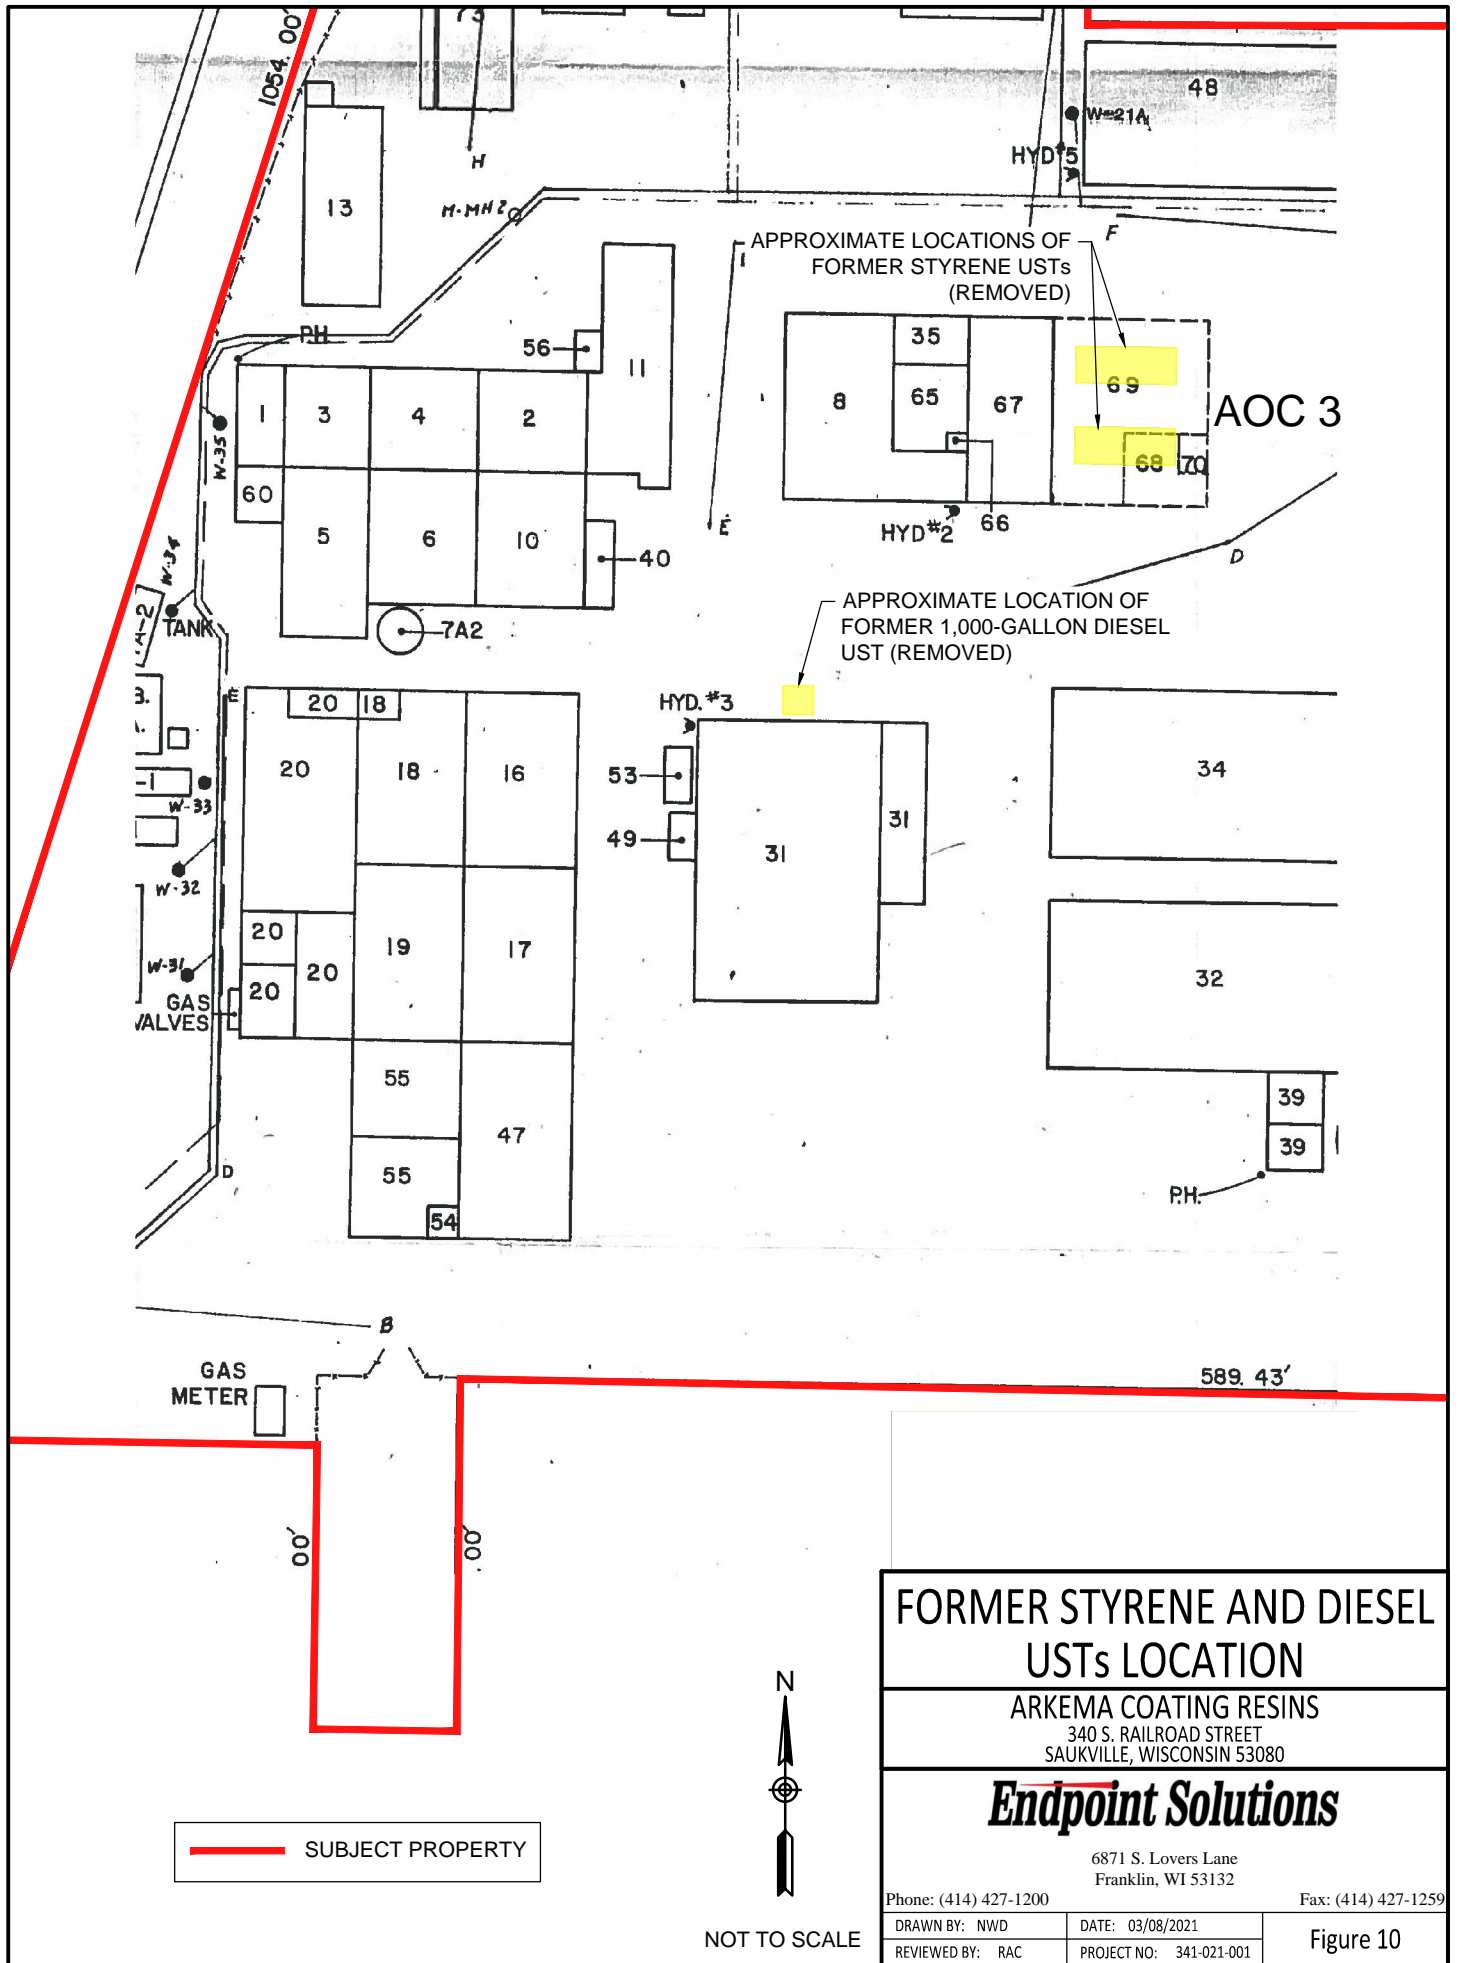 1054. 00'
73
48
W-21A
HYD#5
H
13
M-MH2
F
APPROXIMATE LOCATIONS OF
FORMER STYRENE USTs
(REMOVED)
P.H.
56
11
35
1
3
4
2
8
65
67
69
AOC 3
W-35
60
68
70
5
6
10
40
E
HYD#2
66
D
W-34
TANK
7A2
APPROXIMATE LOCATION OF
FORMER 1,000-GALLON DIESEL
UST (REMOVED)
E
20
18
HYD. #3
20
18
16
53
34
W-33
49
31
31
W-32
20
19
17
20
W-31
20
GAS
VALVES
32
55
39
47
39
55
D
54
P.H.
B
GAS
METER
589. 43'
00'
00'
FORMER STYRENE AND DIESEL
USTs LOCATION
ARKEMA COATING RESINS
340 S. RAILROAD STREET
SAUKVILLE, WISCONSIN 53080
N
Endpoint Solutions
SUBJECT PROPERTY
6871 S. Lovers Lane
Franklin, WI 53132
Phone: (414) 427-1200 Fax: (414) 427-1259
NOT TO SCALE
DRAWN BY: NWD DATE: 03/08/2021
REVIEWED BY: RAC PROJECT NO: 341-021-001
Figure 10